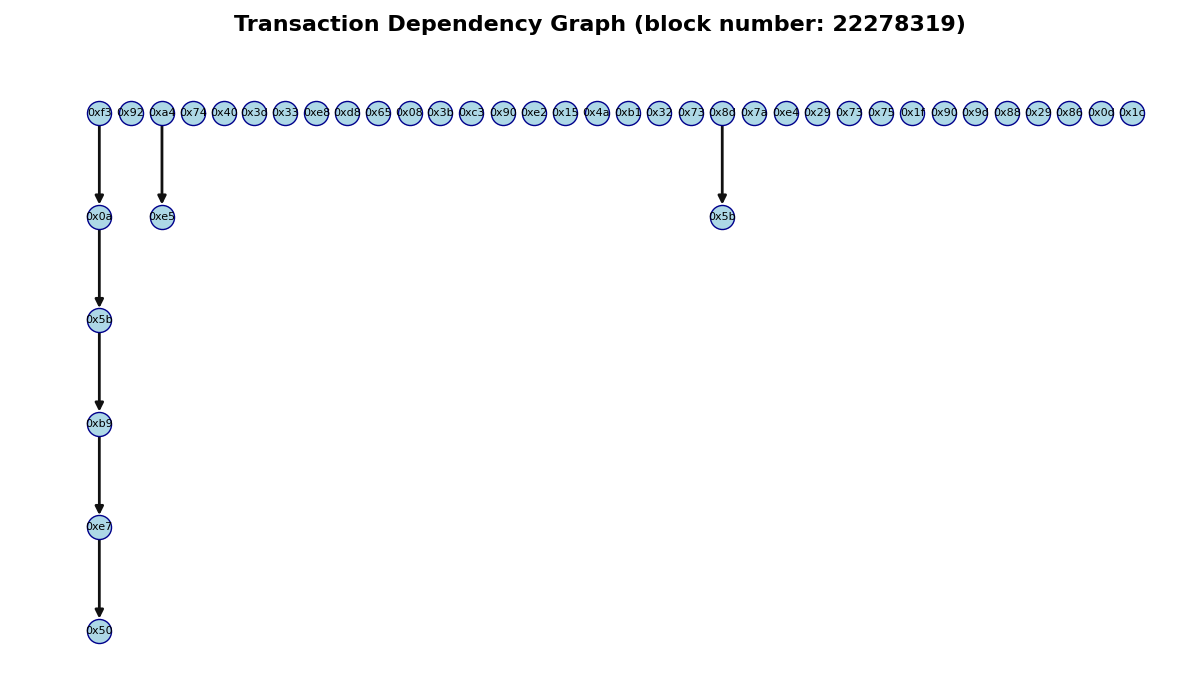 Transaction Dependency Graph (block number: 22278319)
0xf3 0x92 0xa4 0x74 0x40 0x3d 0x33 0xe8 0xd8 0x65 0x08 0x3b 0xc3 0x90 0xe2 0x15 0x4a 0xb1 0x32 0x73 0x8d 0x7a 0xe4 0x29 0x73 0x75 0x1f 0x90 0x9d 0x88 0x29 0x86 0x0d 0x1c
0x0a 0xe5 0x5b
0x5b
0xb9
0xe7
0x50